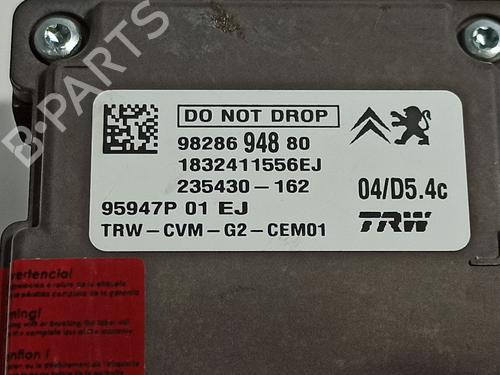 DO NOT DROP
98286 948 80
1832411556EJ
235430-162
04/D5.4c
95947P 01 EJ
TRW-CVM-G2-CEM01
TRW
B-PARTS